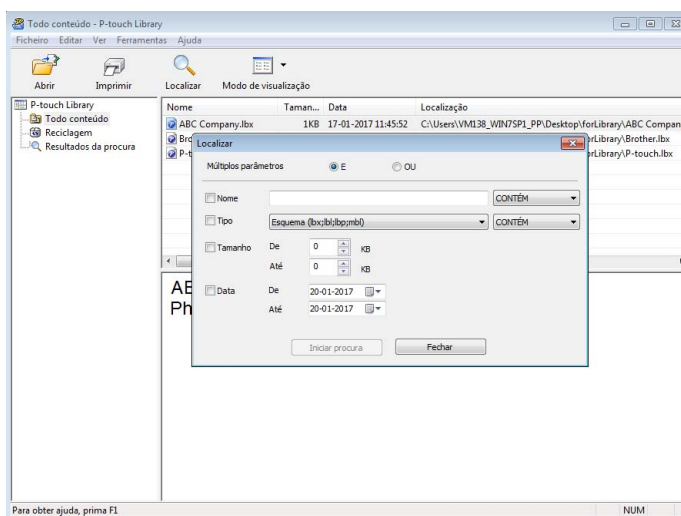 Todo conteúdo - P-touch Library
Ficheiro Editar Ver Ferramentas Ajuda
Abrir Imprimir Localizar Modo de visualização
P-touch Library
Todo conteúdo
Reciclagem
Resultados da procura
Nome Taman... Data Localização
ABC Company.lbx 1KB 17-01-2017 11:45:52 C:\Users\VM138_WIN7SP1_PP\Desktop\forLibrary\ABC Compan
orLibrary\Brother.lbx
orLibrary\P-touch.lbx
Localizar
Múltiplos parâmetros E OU
Nome CONTÉM
Tipo Esquema (lbx;lbl;lbp;mbl) CONTÉM
Tamanho De 0 KB
Até 0 KB
Data De 20-01-2017
Até 20-01-2017
Iniciar procura Fechar
Para obter ajuda, prima F1 NUM